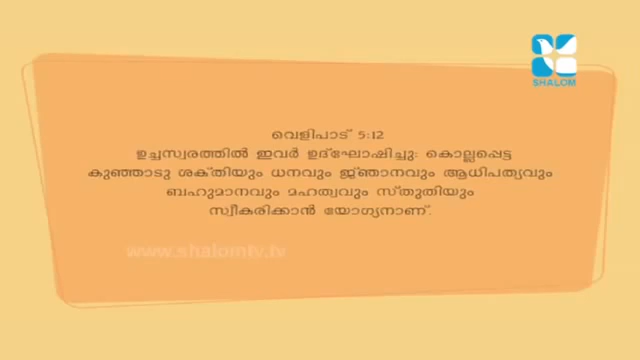 SHALOM
വെളിപാട് 5:12
ഉച്ചസ്വരത്തിൽ ഇവർ ഉദ്ഘോഷിച്ചു: കൊല്ലപ്പെട്ട
കുഞ്ഞാടു ശക്തിയും ധനവും ജ്ഞാനവും ആധിപത്യവും
ബഹുമാനവും മഹത്വവും സ്തുതിയും
സ്വീകരിക്കാൻ യോഗ്യനാണ്.
www.shalomtv.tv